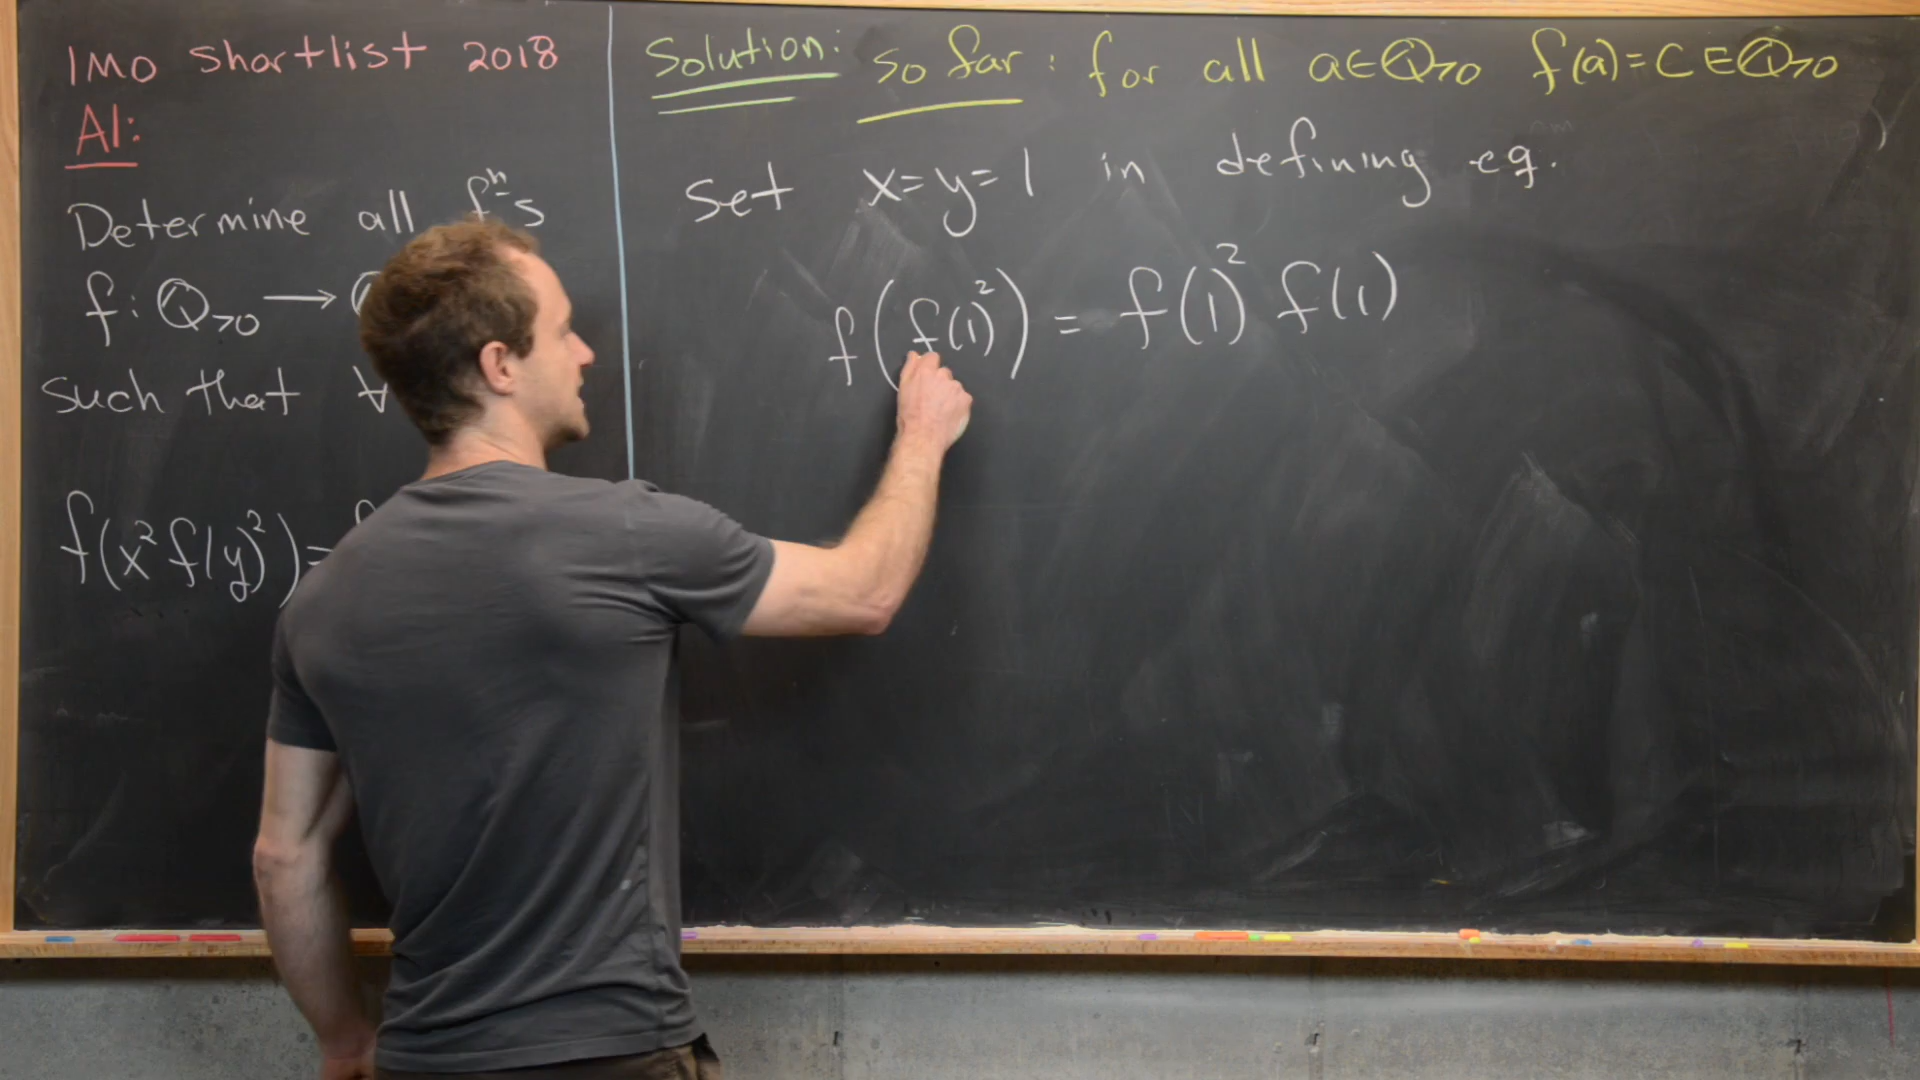 IMO Shortlist 2018
A1:
Determine all fⁿs
f: ℚ>0 →
such that ∀
f(x²f(y)²)=
Solution: so far: for all a∈ℚ>0 f(a)=C∈ℚ>0
Set x=y=1 in defining eq.
f(f(1)²) = f(1)² f(1)